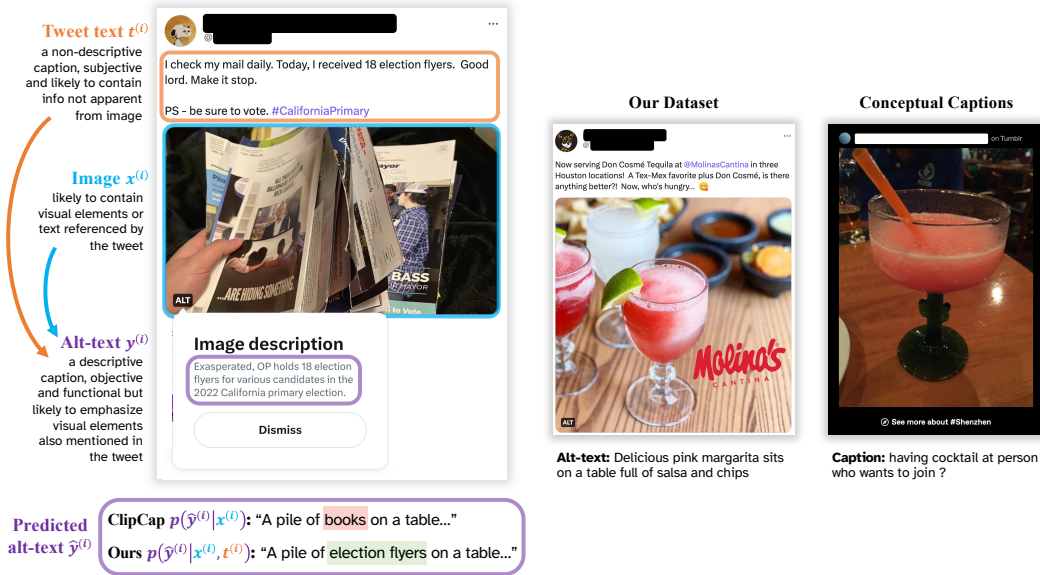 Tweet text t⁽ⁱ⁾
a non-descriptive
caption, subjective
and likely to contain
info not apparent
from image
Image x⁽ⁱ⁾
likely to contain
visual elements or
text referenced by
the tweet
Alt-text y⁽ⁱ⁾
a descriptive
caption, objective
and functional but
likely to emphasize
visual elements
also mentioned in
the tweet
@
I check my mail daily. Today, I received 18 election flyers. Good
lord. Make it stop.
PS - be sure to vote. #CaliforniaPrimary
...ARE HIDING SOMETHING
BASS
to Vote
ALT
Image description
Exasperated, OP holds 18 election
flyers for various candidates in the
2022 California primary election.
Dismiss
Predicted
alt-text ŷ⁽ⁱ⁾
ClipCap p(ŷ⁽ⁱ⁾|x⁽ⁱ⁾): “A pile of books on a table...”
Ours p(ŷ⁽ⁱ⁾|x⁽ⁱ⁾, t⁽ⁱ⁾): “A pile of election flyers on a table...”
Our Dataset
@
Now serving Don Cosmé Tequila at @MolinasCantina in three
Houston locations! A Tex-Mex favorite plus Don Cosmé, is there
anything better?! Now, who's hungry... 😋
Molina's
CANTINA
ALT
Alt-text: Delicious pink margarita sits
on a table full of salsa and chips
Conceptual Captions
on Tumblr
See more about #Shenzhen
Caption: having cocktail at person
who wants to join ?